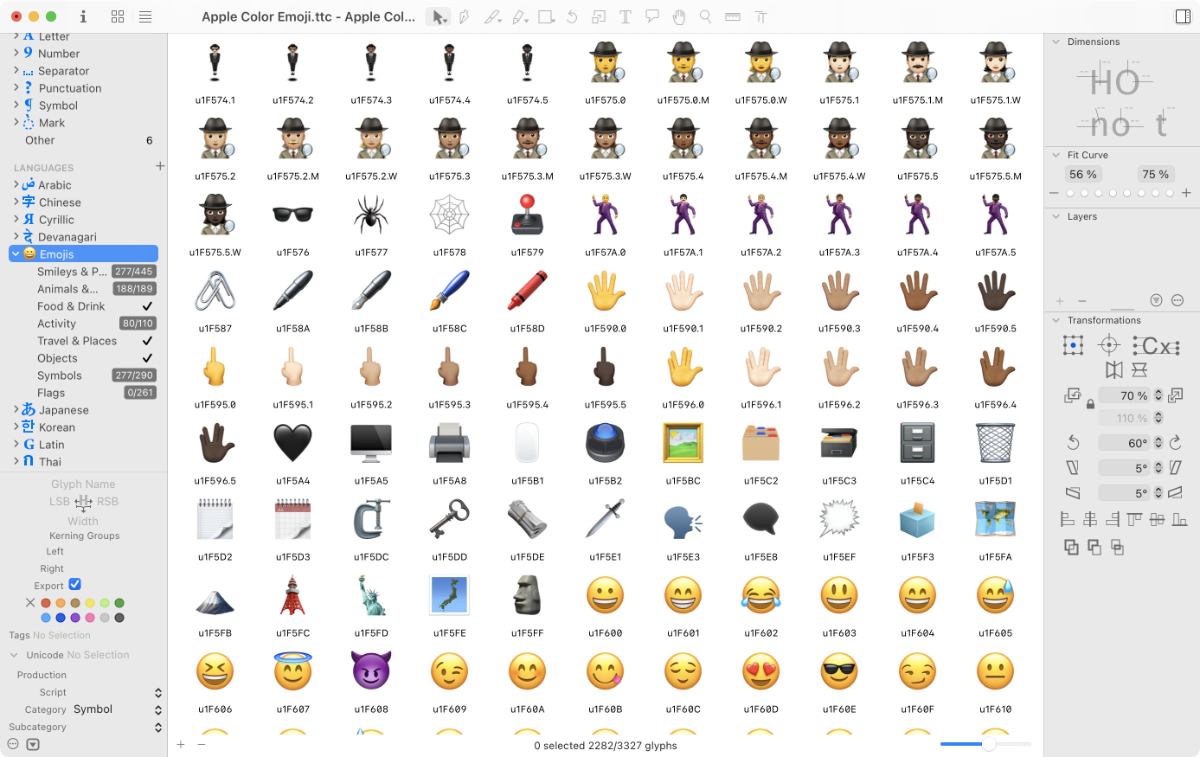 Apple Color Emoji.ttc - Apple Col...
Letter
Number
Separator
Punctuation
Symbol
Mark
Other 6
LANGUAGES
Arabic
字 Chinese
Я Cyrillic
Devanagari
Emojis
Smileys & P... 277/445
Animals &... 188/189
Food & Drink
Activity 80/110
Travel & Places
Objects
Symbols 277/290
Flags 0/261
あ Japanese
한 Korean
G Latin
Thai
Glyph Name
LSB RSB
Width
Kerning Groups
Left
Right
Export
Tags No Selection
Unicode No Selection
Production
Script
Category Symbol
Subcategory
u1F574.1 u1F574.2 u1F574.3 u1F574.4 u1F574.5 u1F575.0 u1F575.0.M u1F575.0.W u1F575.1 u1F575.1.M u1F575.1.W
u1F575.2 u1F575.2.M u1F575.2.W u1F575.3 u1F575.3.M u1F575.3.W u1F575.4 u1F575.4.M u1F575.4.W u1F575.5 u1F575.5.M
u1F575.5.W u1F576 u1F577 u1F578 u1F579 u1F57A.0 u1F57A.1 u1F57A.2 u1F57A.3 u1F57A.4 u1F57A.5
u1F587 u1F58A u1F58B u1F58C u1F58D u1F590.0 u1F590.1 u1F590.2 u1F590.3 u1F590.4 u1F590.5
u1F595.0 u1F595.1 u1F595.2 u1F595.3 u1F595.4 u1F595.5 u1F596.0 u1F596.1 u1F596.2 u1F596.3 u1F596.4
u1F596.5 u1F5A4 u1F5A5 u1F5A8 u1F5B1 u1F5B2 u1F5BC u1F5C2 u1F5C3 u1F5C4 u1F5D1
u1F5D2 u1F5D3 u1F5DC u1F5DD u1F5DE u1F5E1 u1F5E3 u1F5E8 u1F5EF u1F5F3 u1F5FA
u1F5FB u1F5FC u1F5FD u1F5FE u1F5FF u1F600 u1F601 u1F602 u1F603 u1F604 u1F605
u1F606 u1F607 u1F608 u1F609 u1F60A u1F60B u1F60C u1F60D u1F60E u1F60F u1F610
0 selected 2282/3327 glyphs
Dimensions
HO
n t
Fit Curve
56 % 75 %
Layers
Transformations
Cx
70 %
110 %
60°
5°
5°